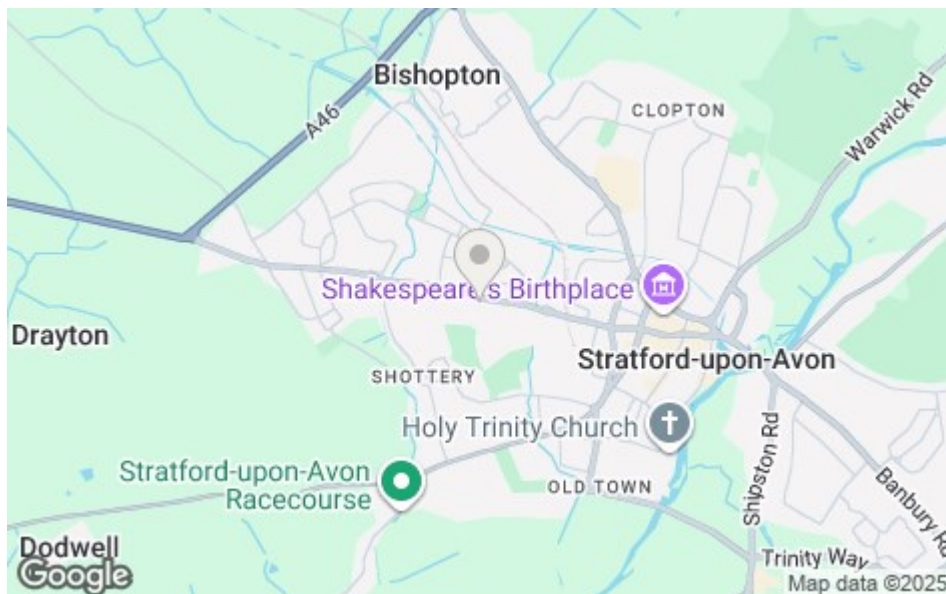 Bishopton
CLOPTON
A46
Warwick Rd
Shakespeare's Birthplace
Drayton
Stratford-upon-Avon
SHOTTERY
Holy Trinity Church
Stratford-upon-Avon
Racecourse
OLD TOWN
Shipston Rd
Banbury Rd
Dodwell
Trinity Way
Google
Map data ©2025